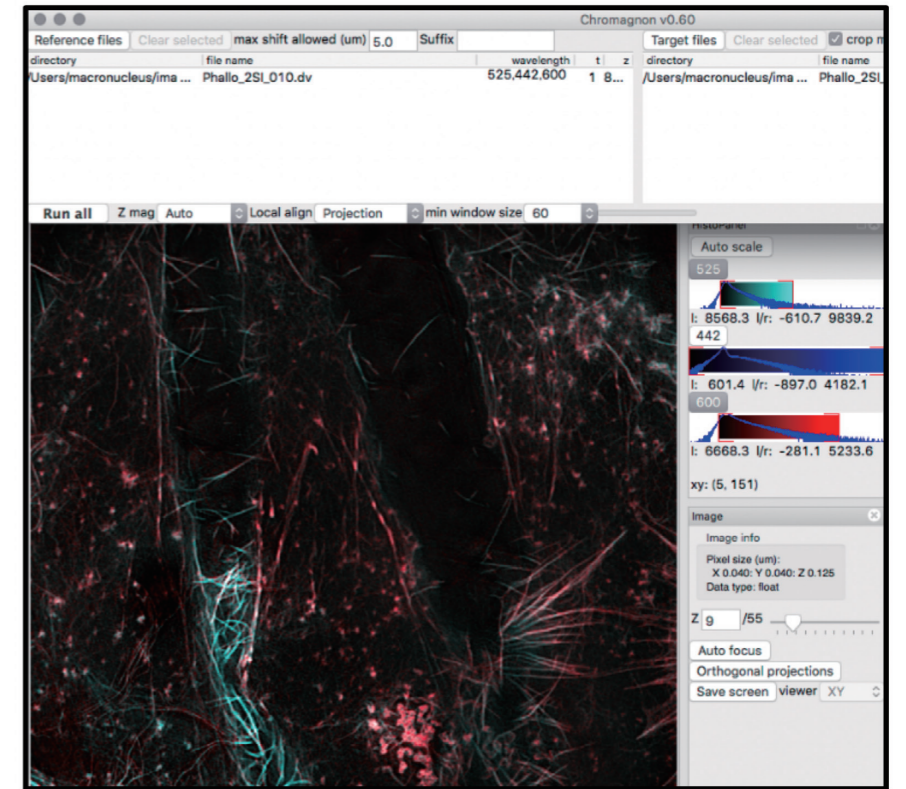 Chromagnon v0.60
Reference files Clear selected max shift allowed (um) 5.0 Suffix Target files Clear selected crop m
directory file name wavelength t z directory file name
/Users/macronucleus/ima ... Phallo_2SI_010.dv 525,442,600 1 8... /Users/macronucleus/ima ... Phallo_2SI_
Run all Z mag Auto Local align Projection min window size 60
HistoPanel
Auto scale
525
l: 8568.3 l/r: -610.7 9839.2
442
l: 601.4 l/r: -897.0 4182.1
600
l: 6668.3 l/r: -281.1 5233.6
xy: (5, 151)
Image
Image info
Pixel size (um):
X 0.040: Y 0.040: Z 0.125
Data type: float
Z 9 /55
Auto focus
Orthogonal projections
Save screen viewer XY